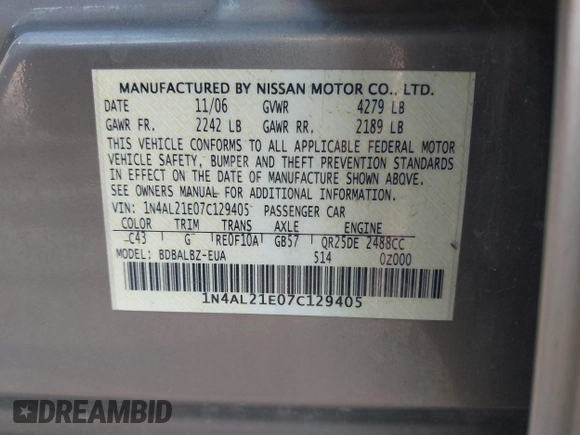 MANUFACTURED BY NISSAN MOTOR CO., LTD.
DATE 11/06 GVWR 4279 LB
GAWR FR. 2242 LB GAWR RR. 2189 LB
THIS VEHICLE CONFORMS TO ALL APPLICABLE FEDERAL MOTOR
VEHICLE SAFETY, BUMPER AND THEFT PREVENTION STANDARDS
IN EFFECT ON THE DATE OF MANUFACTURE SHOWN ABOVE.
SEE OWNERS MANUAL FOR ADDITIONAL INFORMATION.
VIN: 1N4AL21E07C129405 PASSENGER CAR
COLOR TRIM TRANS AXLE ENGINE
C43 G RE0F10A GB57 QR25DE 2488CC
MODEL: BDBALBZ-EUA 514 0Z000
1N4AL21E07C129405
DREAMBID